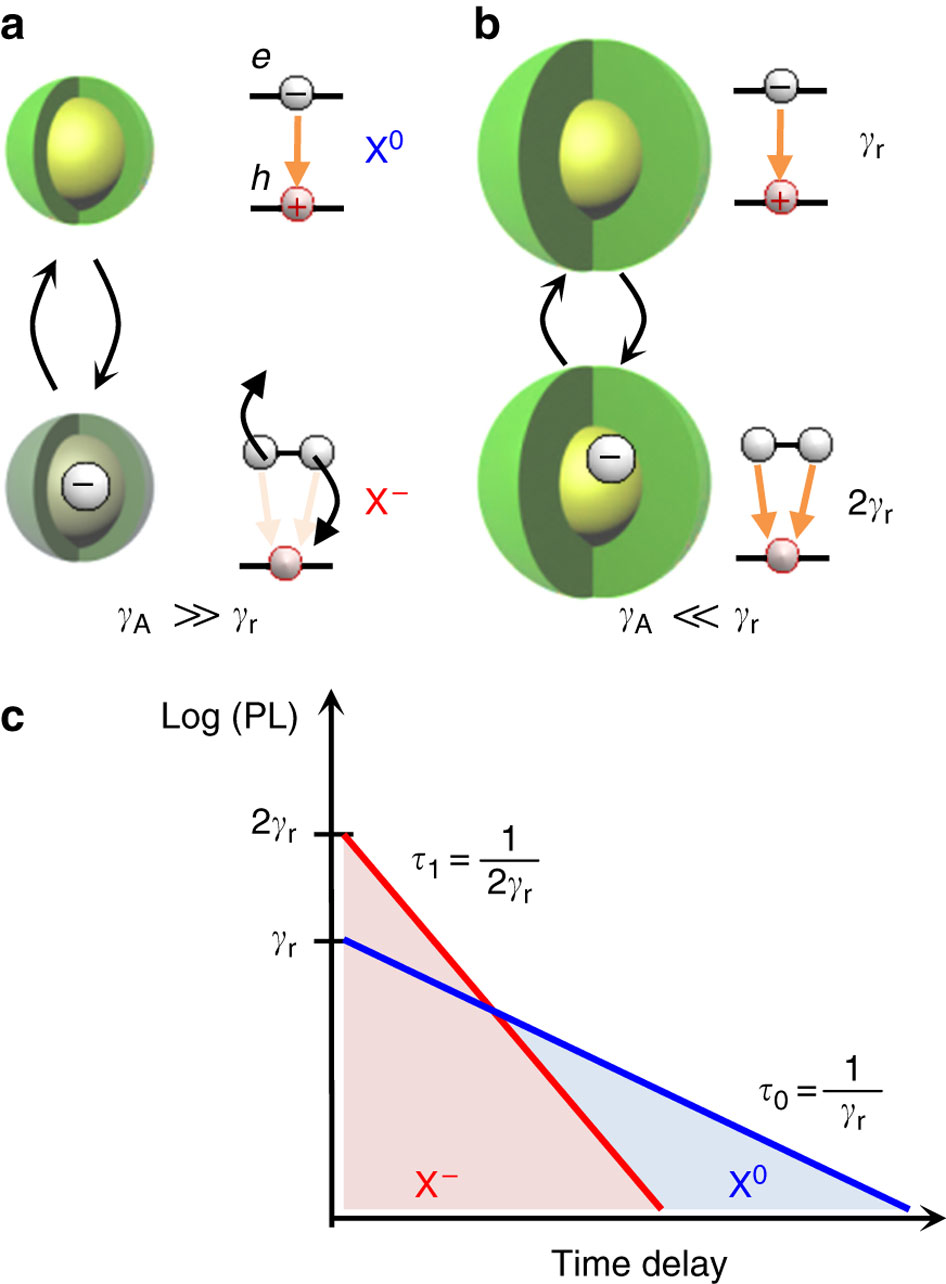 a
b
e
−
h
+
X⁰
−
+
γr
−
X⁻
2γr
γA ≫ γr
γA ≪ γr
−
c
Log (PL)
2γr
τ1 = 1/2γr
γr
τ0 = 1/γr
X⁻
X⁰
Time delay